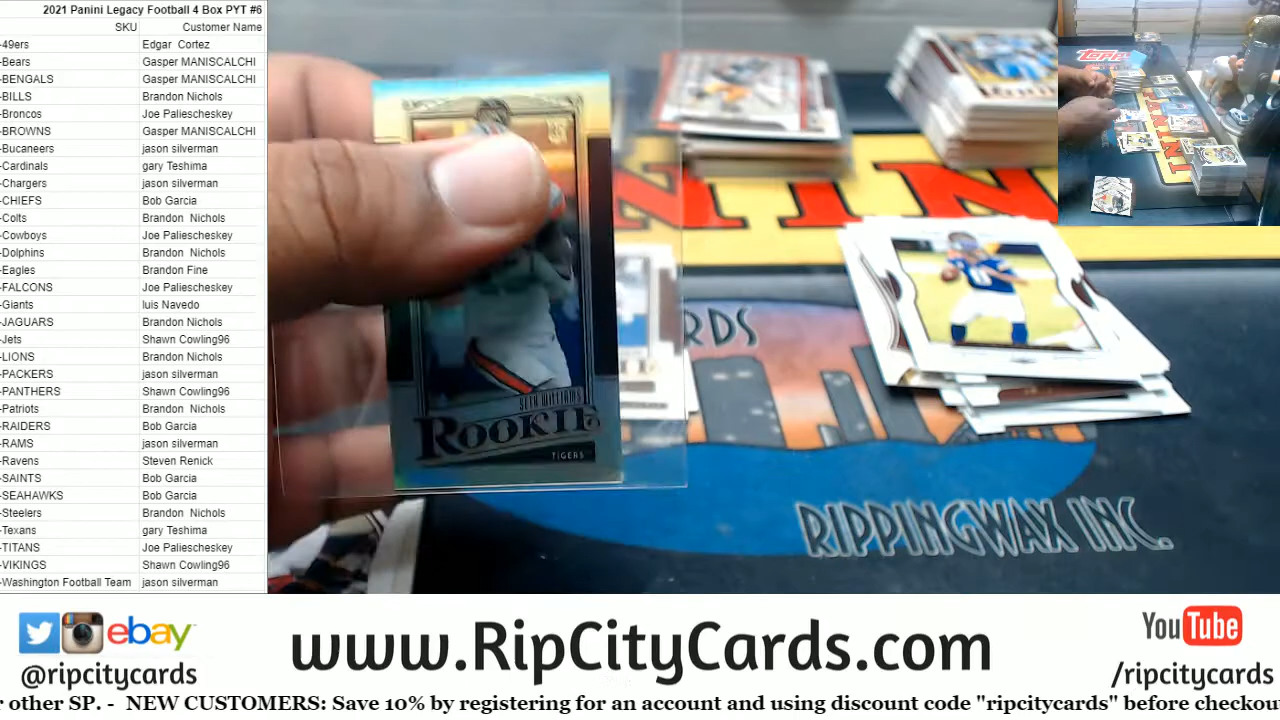 2021 Panini Legacy Football 4 Box PYT #6
SKU Customer Name
-49ers Edgar Cortez
-Bears Gasper MANISCALCHI
-BENGALS Gasper MANISCALCHI
-BILLS Brandon Nichols
-Broncos Joe Paliescheskey
-BROWNS Gasper MANISCALCHI
-Bucaneers jason silverman
-Cardinals gary Teshima
-Chargers jason silverman
-CHIEFS Bob Garcia
-Colts Brandon Nichols
-Cowboys Joe Paliescheskey
-Dolphins Brandon Nichols
-Eagles Brandon Fine
-FALCONS Joe Paliescheskey
-Giants luis Navedo
-JAGUARS Brandon Nichols
-Jets Shawn Cowling96
-LIONS Brandon Nichols
-PACKERS jason silverman
-PANTHERS Shawn Cowling96
-Patriots Brandon Nichols
-RAIDERS Bob Garcia
-RAMS jason silverman
-Ravens Steven Renick
-SAINTS Bob Garcia
-SEAHAWKS Bob Garcia
-Steelers Brandon Nichols
-Texans gary Teshima
-TITANS Joe Paliescheskey
-VIKINGS Shawn Cowling96
-Washington Football Team jason silverman
SETH WILLIAMS
ROOKIE
TIGERS
NINI
RDS
RIPPINGWAX INC.
TOPPS
ebay
@ripcitycards
www.RipCityCards.com
YouTube
/ripcitycards
r other SP. - NEW CUSTOMERS: Save 10% by registering for an account and using discount code "ripcitycards" before checkou